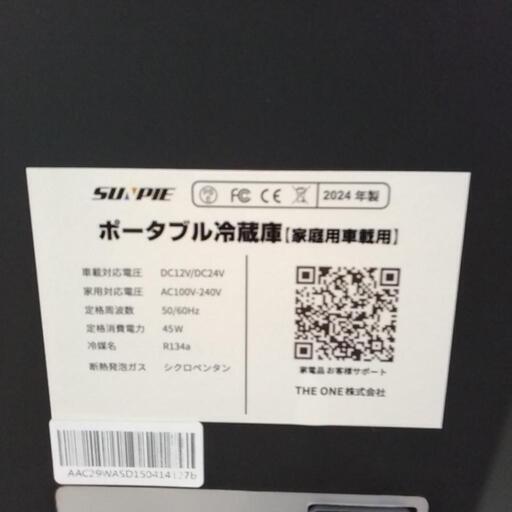 SUNPIE FC CE 2024 年製
ポータブル冷蔵庫【家庭用車載用】
車載対応電圧 DC12V/DC24V
家用対応電圧 AC100V-240V
定格周波数 50/60Hz
定格消費電力 45W
冷媒名 R134a
断熱発泡ガス シクロペンタン
家電品お客様サポート
THE ONE株式会社
AAC29WASD150414127b